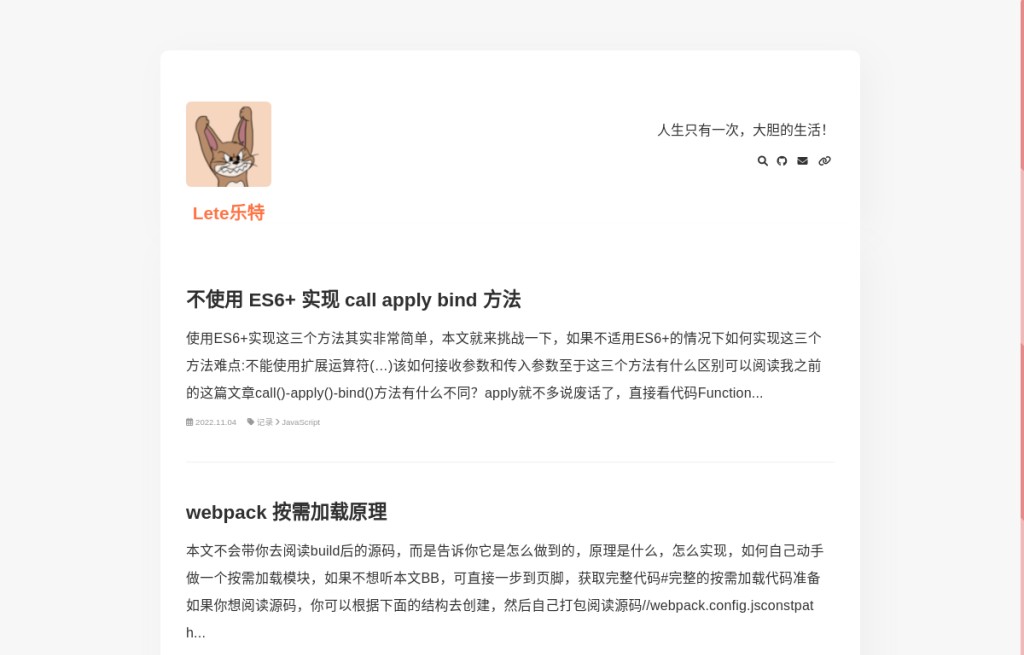 人生只有一次，大胆的生活！
Lete乐特
不使用 ES6+ 实现 call apply bind 方法
使用ES6+实现这三个方法其实非常简单，本文就来挑战一下，如果不适用ES6+的情况下如何实现这三个
方法难点:不能使用扩展运算符(...)该如何接收参数和传入参数至于这三个方法有什么区别可以阅读我之前
的这篇文章call()-apply()-bind()方法有什么不同？apply就不多说废话了，直接看代码Function...
2022.11.04 记录 JavaScript
webpack 按需加载原理
本文不会带你去阅读build后的源码，而是告诉你它是怎么做到的，原理是什么，怎么实现，如何自己动手
做一个按需加载模块，如果不想听本文BB，可直接一步到页脚，获取完整代码#完整的按需加载代码准备
如果你想阅读源码，你可以根据下面的结构去创建，然后自己打包阅读源码//webpack.config.jsconstpat
h...